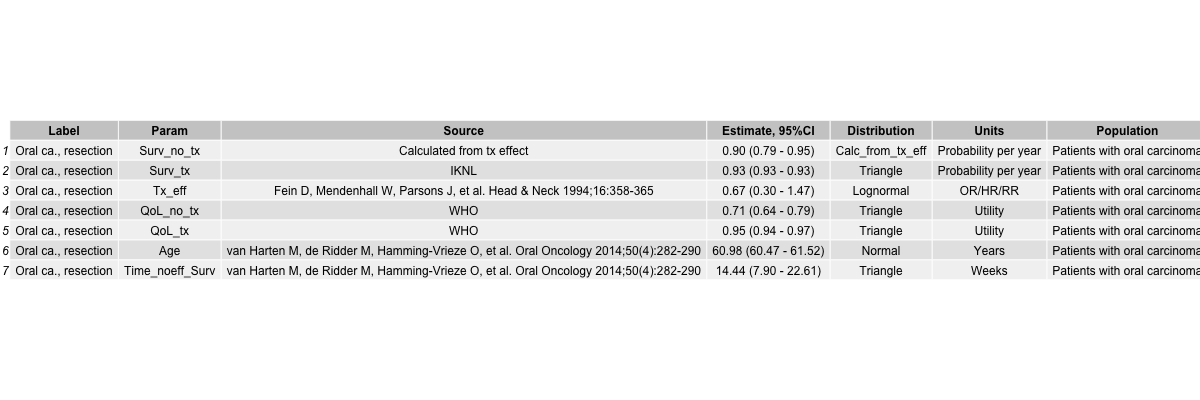 Label Param Source Estimate, 95%CI Distribution Units Population
1 Oral ca., resection Surv_no_tx Calculated from tx effect 0.90 (0.79 - 0.95) Calc_from_tx_eff Probability per year Patients with oral carcinoma
2 Oral ca., resection Surv_tx IKNL 0.93 (0.93 - 0.93) Triangle Probability per year Patients with oral carcinoma
3 Oral ca., resection Tx_eff Fein D, Mendenhall W, Parsons J, et al. Head & Neck 1994;16:358-365 0.67 (0.30 - 1.47) Lognormal OR/HR/RR Patients with oral carcinoma
4 Oral ca., resection QoL_no_tx WHO 0.71 (0.64 - 0.79) Triangle Utility Patients with oral carcinoma
5 Oral ca., resection QoL_tx WHO 0.95 (0.94 - 0.97) Triangle Utility Patients with oral carcinoma
6 Oral ca., resection Age van Harten M, de Ridder M, Hamming-Vrieze O, et al. Oral Oncology 2014;50(4):282-290 60.98 (60.47 - 61.52) Normal Years Patients with oral carcinoma
7 Oral ca., resection Time_noeff_Surv van Harten M, de Ridder M, Hamming-Vrieze O, et al. Oral Oncology 2014;50(4):282-290 14.44 (7.90 - 22.61) Triangle Weeks Patients with oral carcinoma